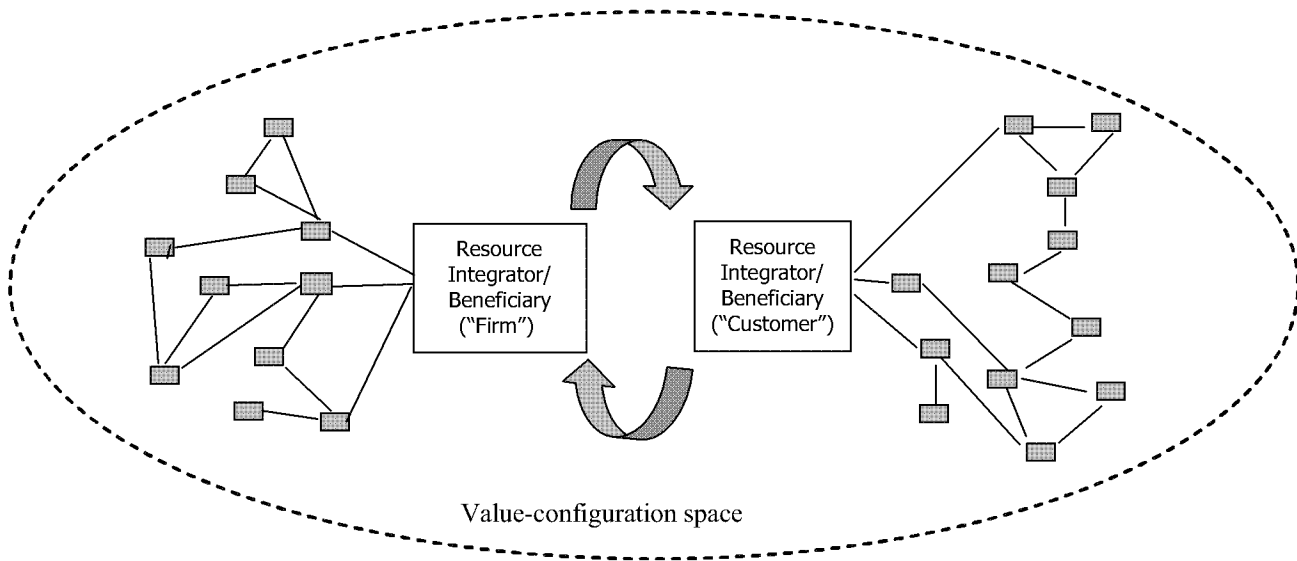 Resource
Integrator/
Beneficiary
(“Firm”)
Resource
Integrator/
Beneficiary
(“Customer”)
Value-configuration space